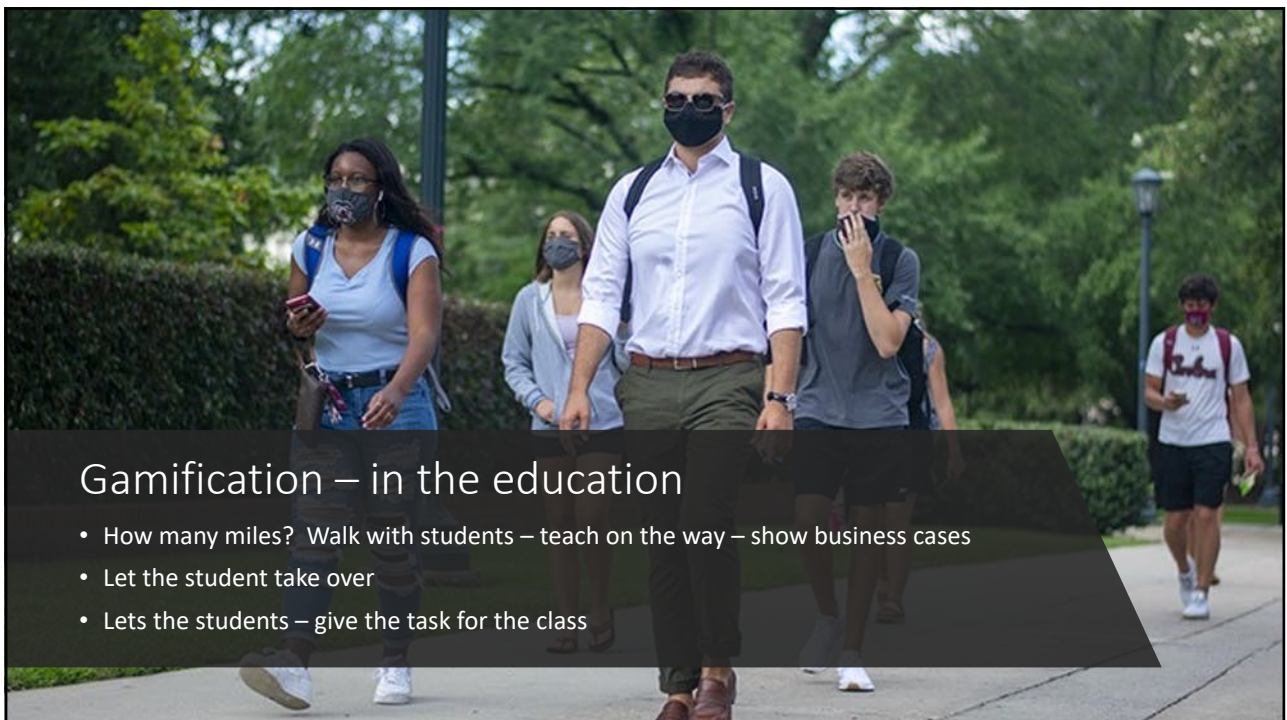 Gamification – in the education
• How many miles?  Walk with students – teach on the way – show business cases
• Let the student take over
• Lets the students – give the task for the class